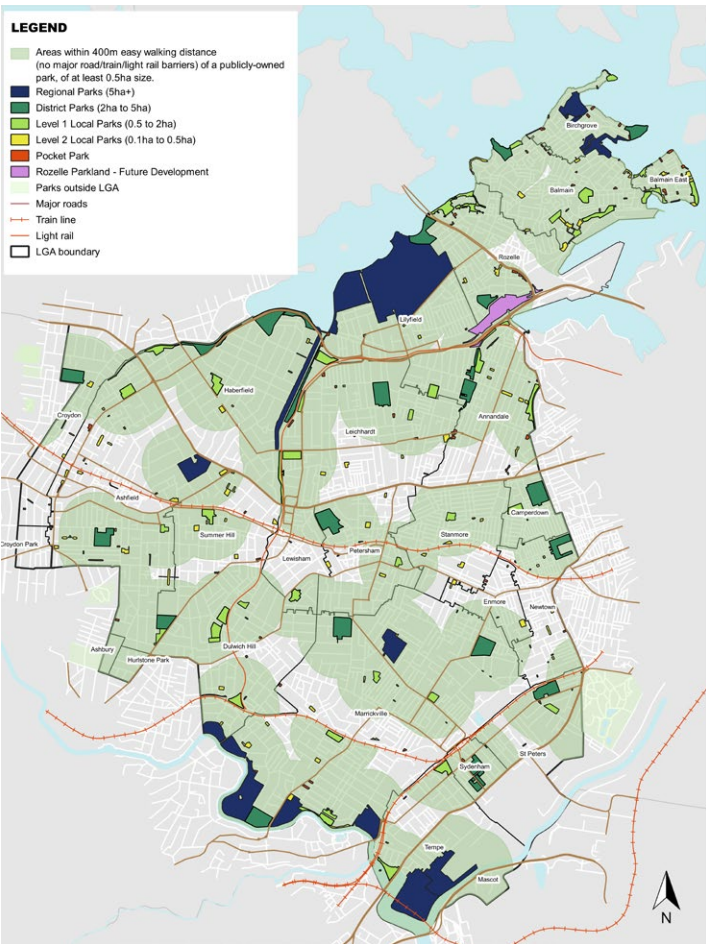 LEGEND
Areas within 400m easy walking distance
(no major road/train/light rail barriers) of a publicly-owned
park, of at least 0.5ha size.
Regional Parks (5ha+)
District Parks (2ha to 5ha)
Level 1 Local Parks (0.5 to 2ha)
Level 2 Local Parks (0.1ha to 0.5ha)
Pocket Park
Rozelle Parkland - Future Development
Parks outside LGA
Major roads
Train line
Light rail
LGA boundary
Birchgrove
Balmain
Balmain East
Rozelle
Lilyfield
Haberfield
Croydon
Leichhardt
Annandale
Ashfield
Camperdown
Summer Hill
Stanmore
Croydon Park
Petersham
Lewisham
Enmore
Newtown
Ashbury
Dulwich Hill
Hurlstone Park
Marrickville
St Peters
Sydenham
Tempe
Mascot
N